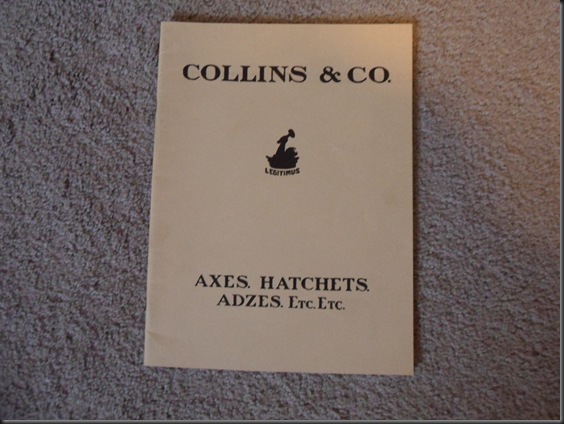 COLLINS & CO.
LEGITIMUS
AXES. HATCHETS.
ADZES. ETC. ETC.